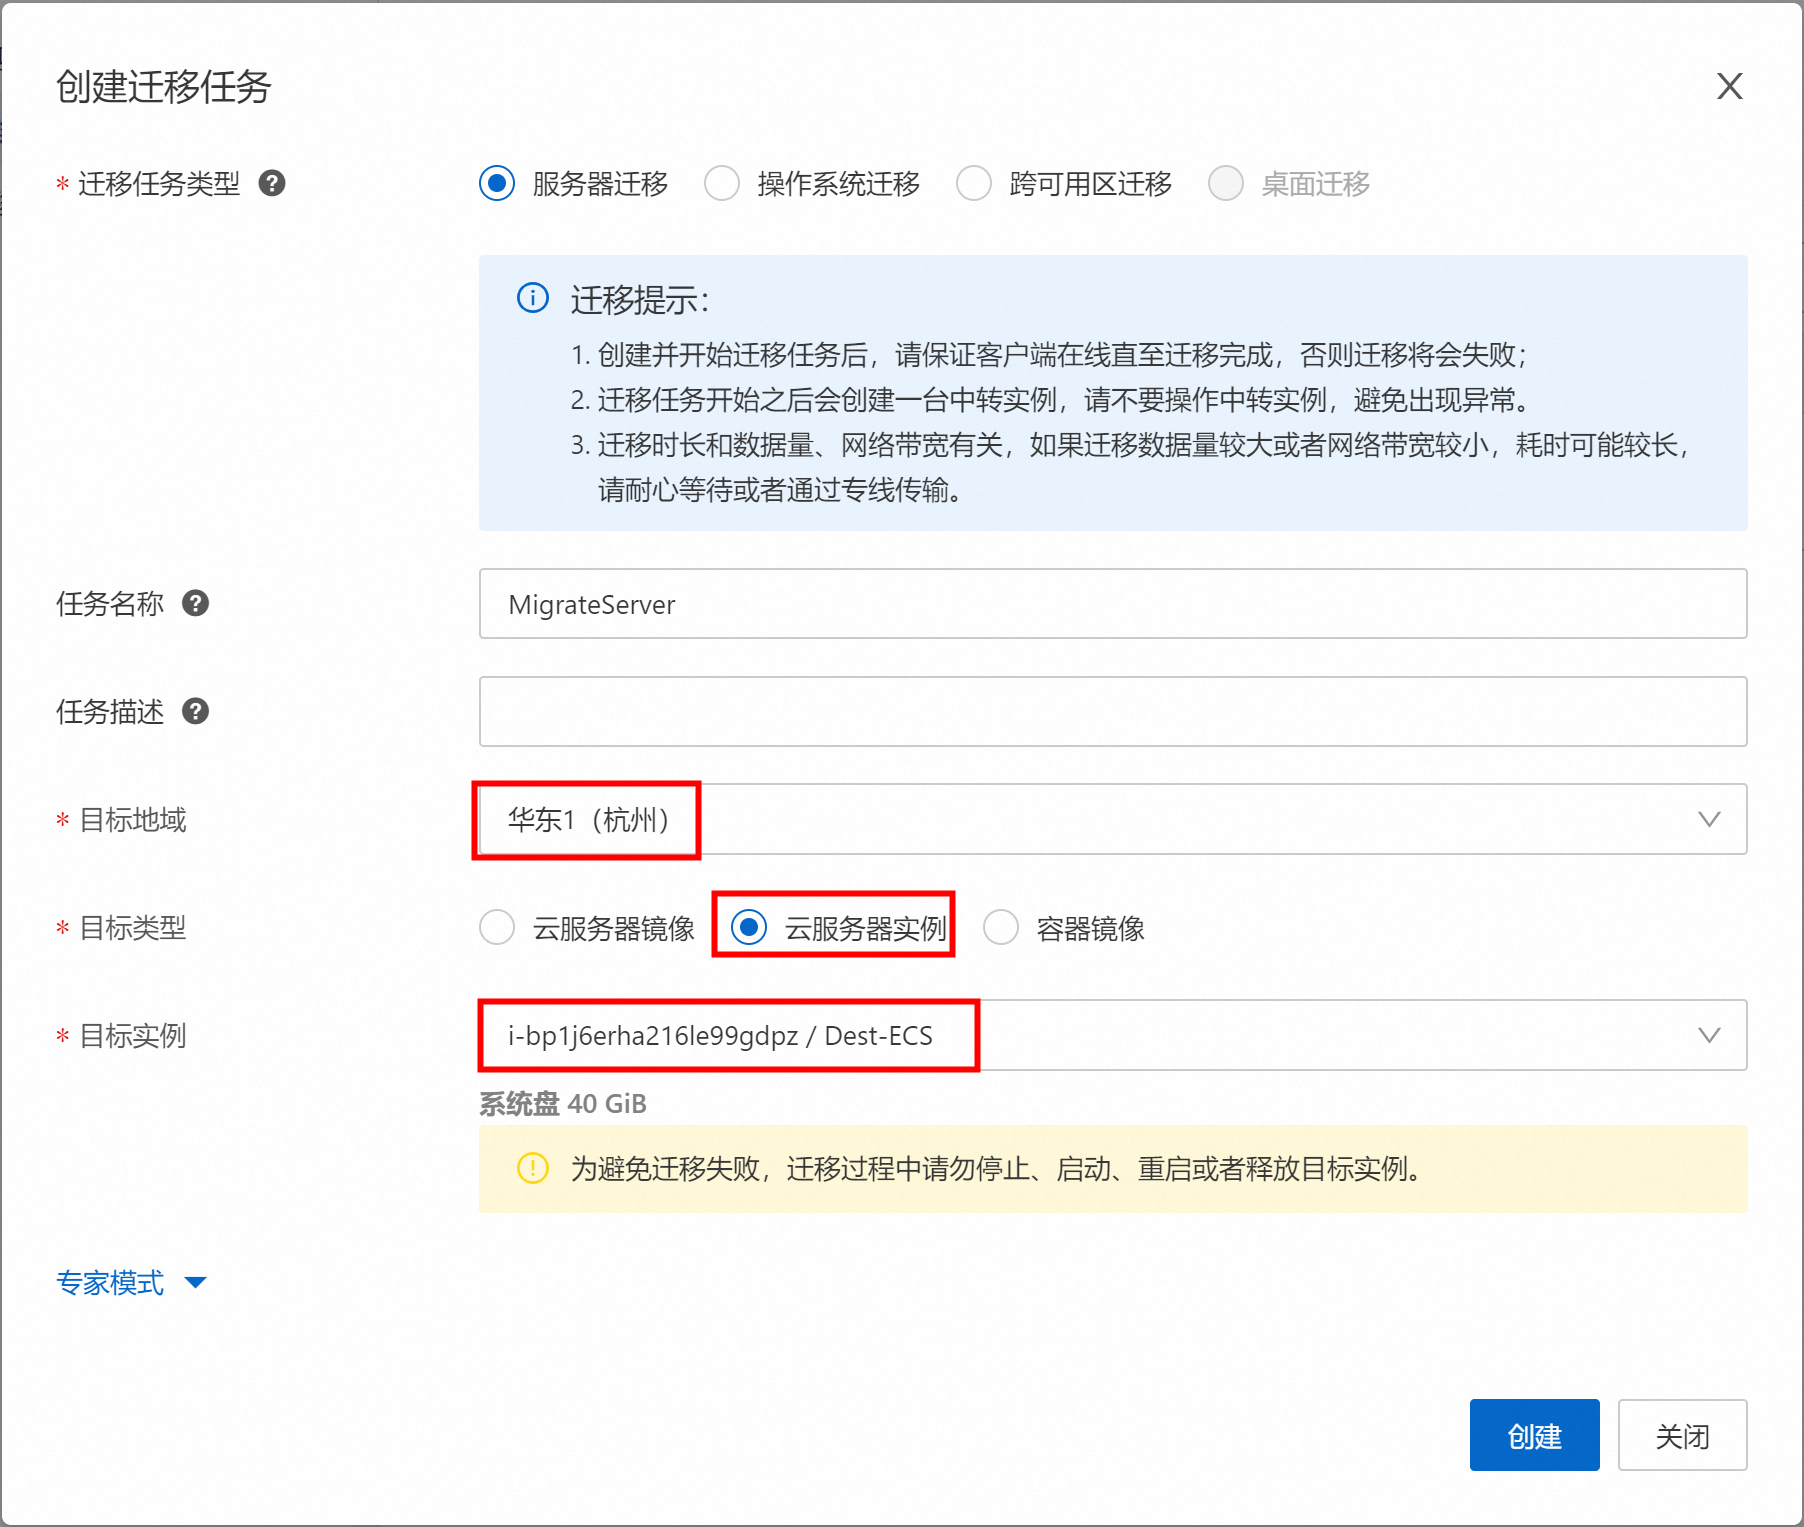 创建迁移任务
* 迁移任务类型 ? 服务器迁移 操作系统迁移 跨可用区迁移 桌面迁移
迁移提示：
1. 创建并开始迁移任务后，请保证客户端在线直至迁移完成，否则迁移将会失败；
2. 迁移任务开始之后会创建一台中转实例，请不要操作中转实例，避免出现异常。
3. 迁移时长和数据量、网络带宽有关，如果迁移数据量较大或者网络带宽较小，耗时可能较长，
请耐心等待或者通过专线传输。
任务名称 ? MigrateServer
任务描述 ?
* 目标地域 华东1（杭州）
* 目标类型 云服务器镜像 云服务器实例 容器镜像
* 目标实例 i-bp1j6erha216le99gdpz / Dest-ECS
系统盘 40 GiB
为避免迁移失败，迁移过程中请勿停止、启动、重启或者释放目标实例。
专家模式
创建 关闭